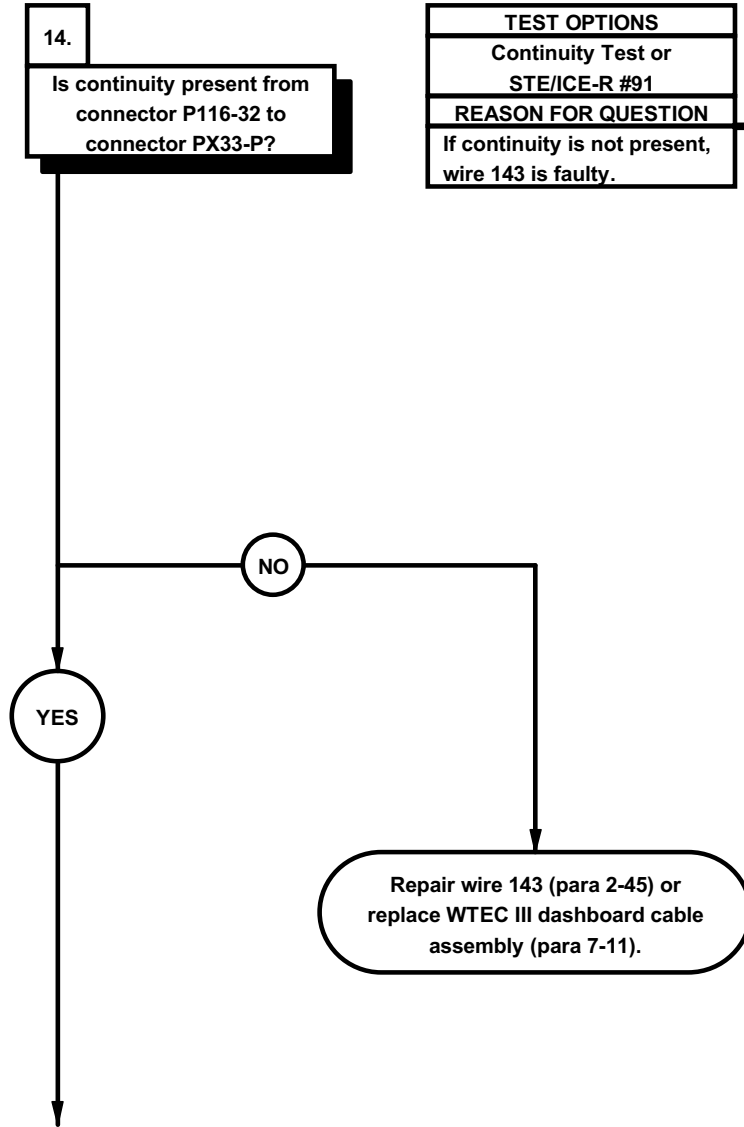 14.
Is continuity present from
connector P116-32 to
connector PX33-P?
TEST OPTIONS
Continuity Test or
STE/ICE-R #91
REASON FOR QUESTION
If continuity is not present,
wire 143 is faulty.
NO
YES
Repair wire 143 (para 2-45) or
replace WTEC III dashboard cable
assembly (para 7-11).